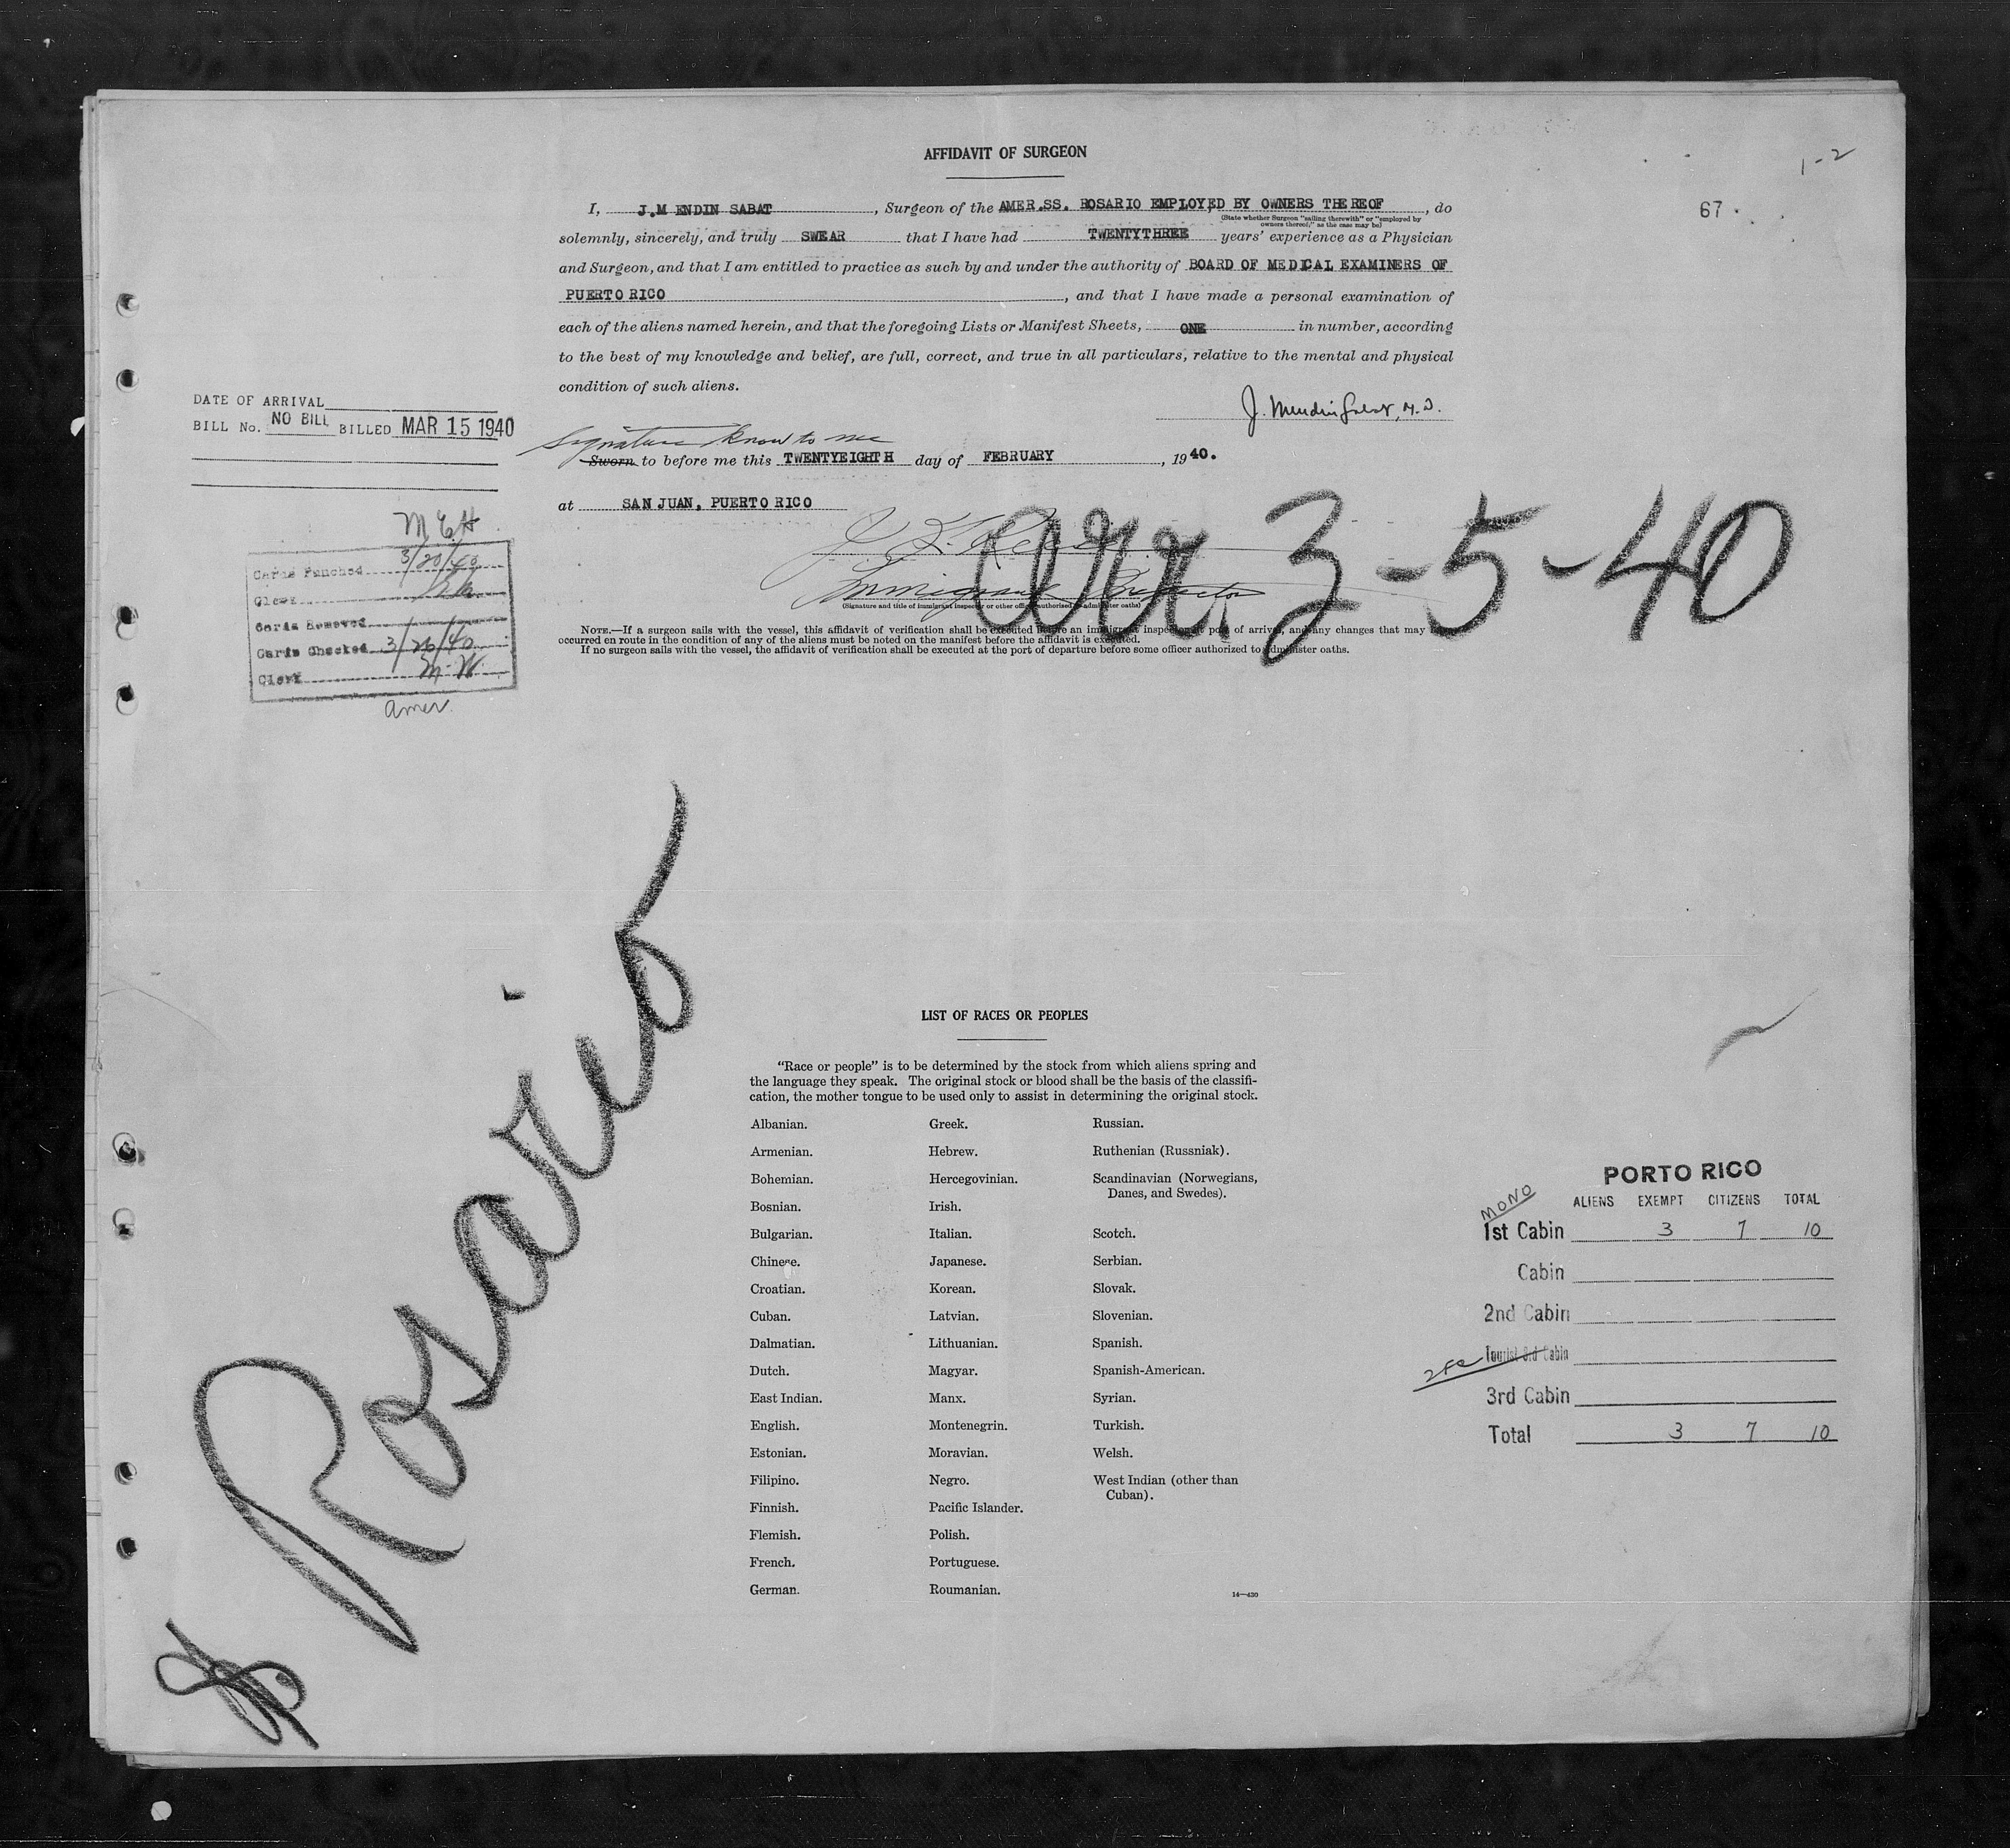 AFFIDAVIT OF SURGEON
1-2
67
I, J.M ENDIN SABAT, Surgeon of the AMER.SS. ROSARIO EMPLOYED BY OWNERS THEREOF, do
(State whether Surgeon "sailing therewith" or "employed by
owners thereof," as the case may be)
solemnly, sincerely, and truly SWEAR that I have had TWENTYTHREE years' experience as a Physician
and Surgeon, and that I am entitled to practice as such by and under the authority of BOARD OF MEDICAL EXAMINERS OF
PUERTO RICO, and that I have made a personal examination of
each of the aliens named herein, and that the foregoing Lists or Manifest Sheets, ONE in number, according
to the best of my knowledge and belief, are full, correct, and true in all particulars, relative to the mental and physical
condition of such aliens.
J. Mendin Sabat, M.D.
DATE OF ARRIVAL
BILL No. NO BILL BILLED MAR 15 1940
Signature know to me
Sworn to before me this TWENTYEIGHTH day of FEBRUARY, 1940.
at SAN JUAN, PUERTO RICO
Arr. 3-5-40
Immigrant Inspector
(Signature and title of immigrant inspector or other officer authorized to administer oaths)
NOTE.—If a surgeon sails with the vessel, this affidavit of verification shall be executed before an immigrant inspector at port of arrival, and any changes that may
occurred en route in the condition of any of the aliens must be noted on the manifest before the affidavit is executed.
If no surgeon sails with the vessel, the affidavit of verification shall be executed at the port of departure before some officer authorized to administer oaths.
Cards Punched 3/20/40
Clerk
Cards Removed
Cards Checked 3/26/40
Clerk M.W.
Amer.
SS Rosario
LIST OF RACES OR PEOPLES
"Race or people" is to be determined by the stock from which aliens spring and
the language they speak. The original stock or blood shall be the basis of the classifi-
cation, the mother tongue to be used only to assist in determining the original stock.
Albanian.
Armenian.
Bohemian.
Bosnian.
Bulgarian.
Chinese.
Croatian.
Cuban.
Dalmatian.
Dutch.
East Indian.
English.
Estonian.
Filipino.
Finnish.
Flemish.
French.
German.
Greek.
Hebrew.
Hercegovinian.
Irish.
Italian.
Japanese.
Korean.
Latvian.
Lithuanian.
Magyar.
Manx.
Montenegrin.
Moravian.
Negro.
Pacific Islander.
Polish.
Portuguese.
Roumanian.
Russian.
Ruthenian (Russniak).
Scandinavian (Norwegians,
Danes, and Swedes).
Scotch.
Serbian.
Slovak.
Slovenian.
Spanish.
Spanish-American.
Syrian.
Turkish.
Welsh.
West Indian (other than
Cuban).
14—430
PORTO RICO
MONO
ALIENS EXEMPT CITIZENS TOTAL
1st Cabin 3 7 10
Cabin
2nd Cabin
Tourist 3rd Cabin
3rd Cabin
Total 3 7 10